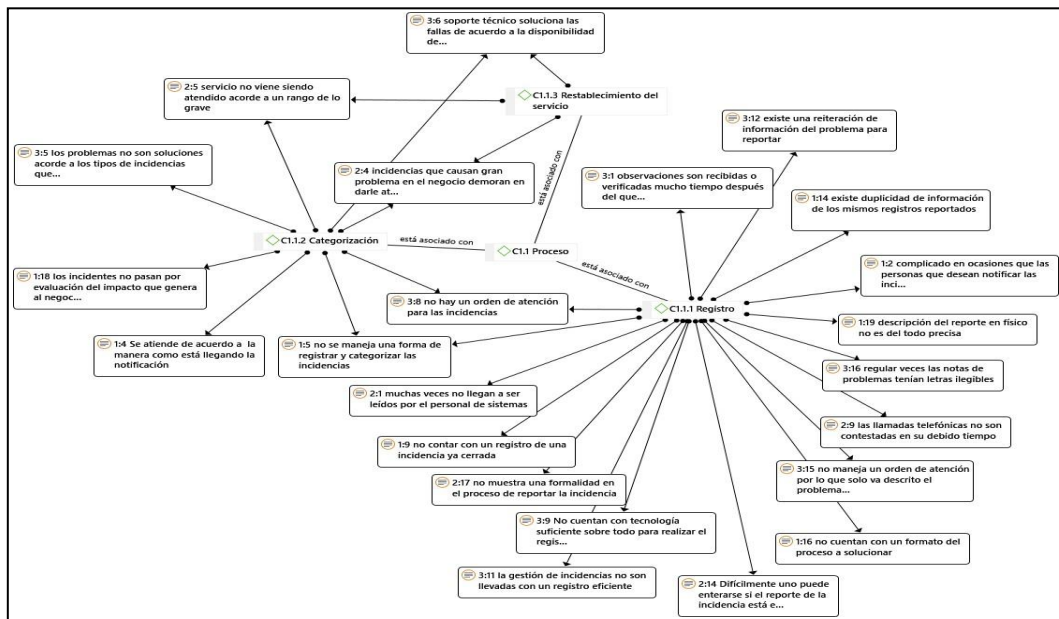 3:6 soporte técnico soluciona las
fallas de acuerdo a la disponibilidad
de...
2:5 servicio no viene siendo
atendido acorde a un rango de lo
grave
C1.1.3 Restablecimiento del
servicio
3:12 existe una reiteración de
información del problema para
reportar
3:5 los problemas no son soluciones
acorde a los tipos de incidencias
que...
2:4 incidencias que causan gran
problema en el negocio demoran en
darle at...
está asociado con
3:1 observaciones son recibidas o
verificadas mucho tiempo después
del que...
1:14 existe duplicidad de información
de los mismos registros reportados
C1.1.2 Categorización
está asociado con
C1.1 Proceso
está asociado con
1:2 complicado en ocasiones que las
personas que desean notificar las
inci...
1:18 los incidentes no pasan por
evaluación del impacto que genera
al negoc...
3:8 no hay un orden de atención
para las incidencias
C1.1.1 Registro
1:19 descripción del reporte en físico
no es del todo precisa
1:4 Se atiende de acuerdo a la
manera como está llegando la
notificación
1:5 no se maneja una forma de
registrar y categorizar las
incidencias
3:16 regular veces las notas de
problemas tenían letras ilegibles
2:1 muchas veces no llegan a ser
leídos por el personal de sistemas
2:9 las llamadas telefónicas no son
contestadas en su debido tiempo
1:9 no contar con un registro de una
incidencia ya cerrada
3:15 no maneja un orden de atención
por lo que solo va descrito el
problema...
2:17 no muestra una formalidad en
el proceso de reportar la incidencia
3:9 No cuentan con tecnología
suficiente sobre todo para realizar el
regis...
1:16 no cuentan con un formato del
proceso a solucionar
3:11 la gestión de incidencias no son
llevadas con un registro eficiente
2:14 Difícilmente uno puede
enterarse si el reporte de la
incidencia está e...